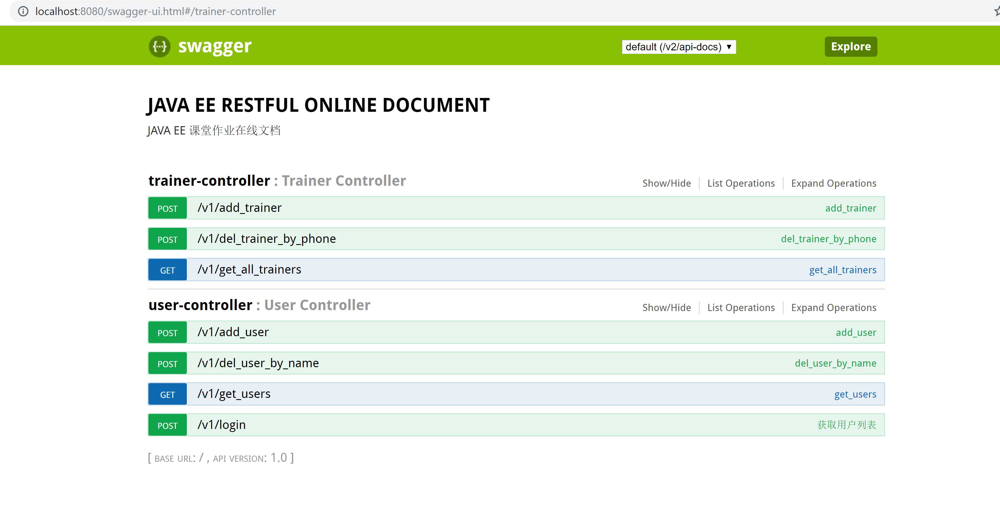 localhost:8080/swagger-ui.html#/trainer-controller
{···} swagger default (/v2/api-docs) ▼ Explore
JAVA EE RESTFUL ONLINE DOCUMENT
JAVA EE 课堂作业在线文档
trainer-controller : Trainer Controller Show/Hide List Operations Expand Operations
POST /v1/add_trainer add_trainer
POST /v1/del_trainer_by_phone del_trainer_by_phone
GET /v1/get_all_trainers get_all_trainers
user-controller : User Controller Show/Hide List Operations Expand Operations
POST /v1/add_user add_user
POST /v1/del_user_by_name del_user_by_name
GET /v1/get_users get_users
POST /v1/login 获取用户列表
[ BASE URL: / , API VERSION: 1.0 ]